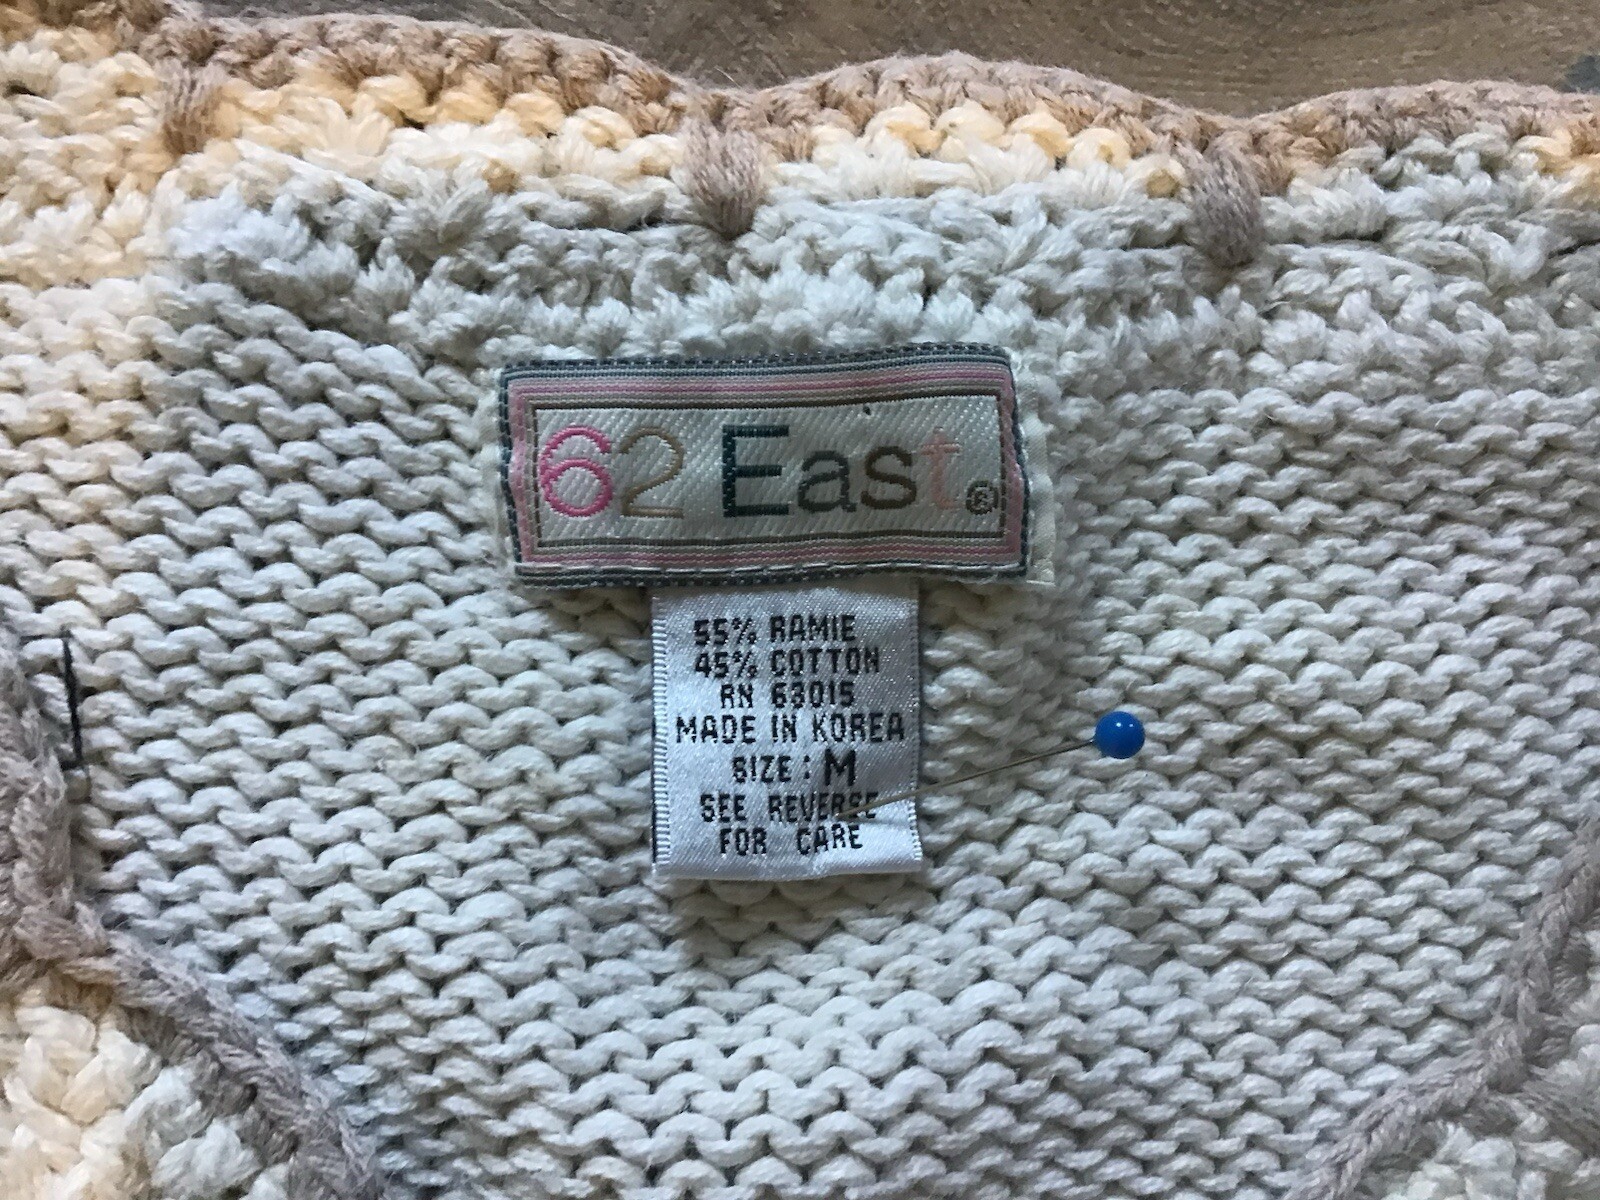 62 East®
55% RAMIE
45% COTTON
RN 63015
MADE IN KOREA
SIZE: M
SEE REVERSE
FOR CARE